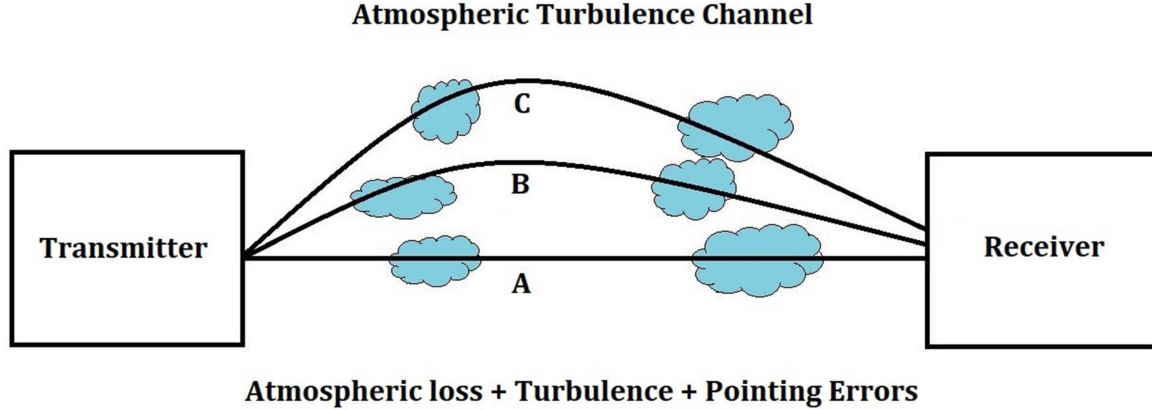 Atmospheric Turbulence Channel
C
B
Transmitter
Receiver
A
Atmospheric loss + Turbulence + Pointing Errors